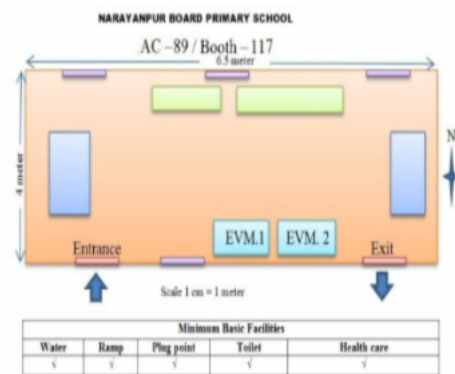 NARAYANPUR BOARD PRIMARY SCHOOL
AC –89 / Booth –117
6.5 meter
4 meter
N
EVM.1 EVM. 2
Entrance Exit
Scale 1 cm = 1 meter
Minimum Basic Facilities
Water Ramp Plug point Toilet Health care
√ √ √ √ √